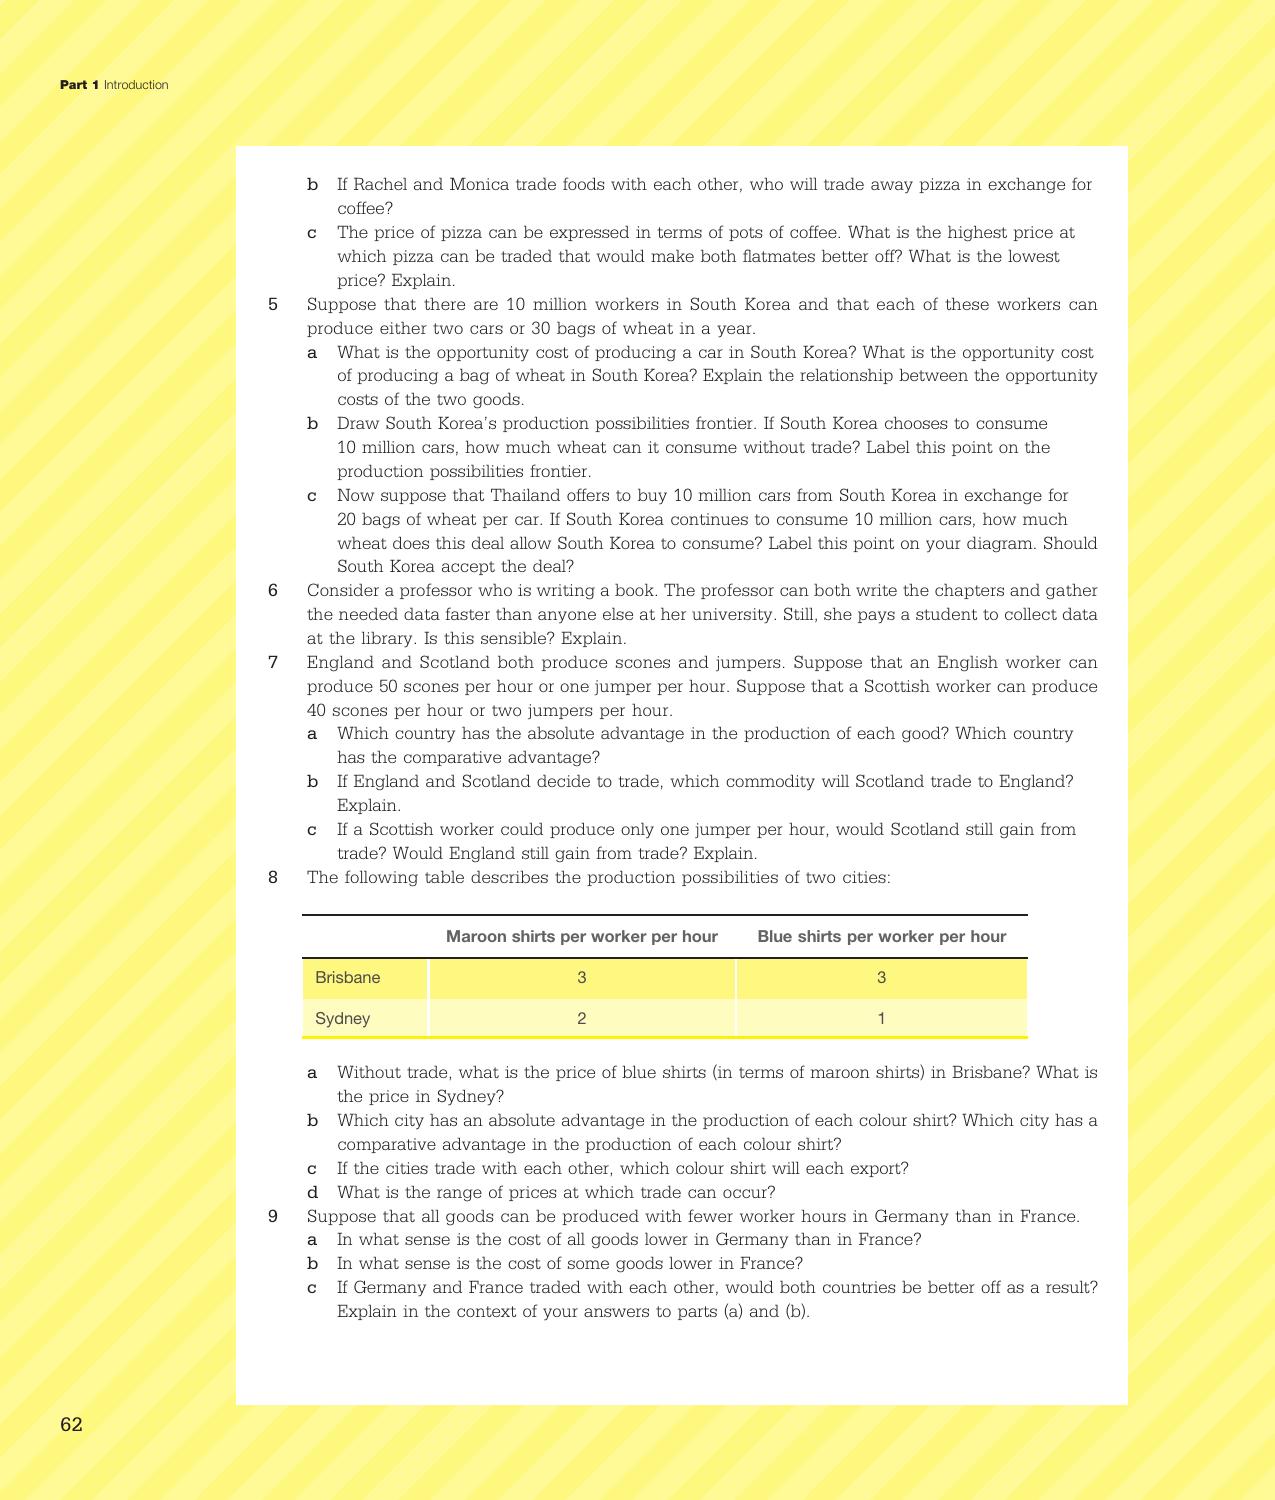 Part 1 Introduction
b If Rachel and Monica trade foods with each other, who will trade away pizza in exchange for
coffee?
c The price of pizza can be expressed in terms of pots of coffee. What is the highest price at
which pizza can be traded that would make both flatmates better off? What is the lowest
price? Explain.
5 Suppose that there are 10 million workers in South Korea and that each of these workers can
produce either two cars or 30 bags of wheat in a year.
a What is the opportunity cost of producing a car in South Korea? What is the opportunity cost
of producing a bag of wheat in South Korea? Explain the relationship between the opportunity
costs of the two goods.
b Draw South Korea's production possibilities frontier. If South Korea chooses to consume
10 million cars, how much wheat can it consume without trade? Label this point on the
production possibilities frontier.
c Now suppose that Thailand offers to buy 10 million cars from South Korea in exchange for
20 bags of wheat per car. If South Korea continues to consume 10 million cars, how much
wheat does this deal allow South Korea to consume? Label this point on your diagram. Should
South Korea accept the deal?
6 Consider a professor who is writing a book. The professor can both write the chapters and gather
the needed data faster than anyone else at her university. Still, she pays a student to collect data
at the library. Is this sensible? Explain.
7 England and Scotland both produce scones and jumpers. Suppose that an English worker can
produce 50 scones per hour or one jumper per hour. Suppose that a Scottish worker can produce
40 scones per hour or two jumpers per hour.
a Which country has the absolute advantage in the production of each good? Which country
has the comparative advantage?
b If England and Scotland decide to trade, which commodity will Scotland trade to England?
Explain.
c If a Scottish worker could produce only one jumper per hour, would Scotland still gain from
trade? Would England still gain from trade? Explain.
8 The following table describes the production possibilities of two cities:
Maroon shirts per worker per hour Blue shirts per worker per hour
Brisbane 3 3
Sydney 2 1
a Without trade, what is the price of blue shirts (in terms of maroon shirts) in Brisbane? What is
the price in Sydney?
b Which city has an absolute advantage in the production of each colour shirt? Which city has a
comparative advantage in the production of each colour shirt?
c If the cities trade with each other, which colour shirt will each export?
d What is the range of prices at which trade can occur?
9 Suppose that all goods can be produced with fewer worker hours in Germany than in France.
a In what sense is the cost of all goods lower in Germany than in France?
b In what sense is the cost of some goods lower in France?
c If Germany and France traded with each other, would both countries be better off as a result?
Explain in the context of your answers to parts (a) and (b).
62